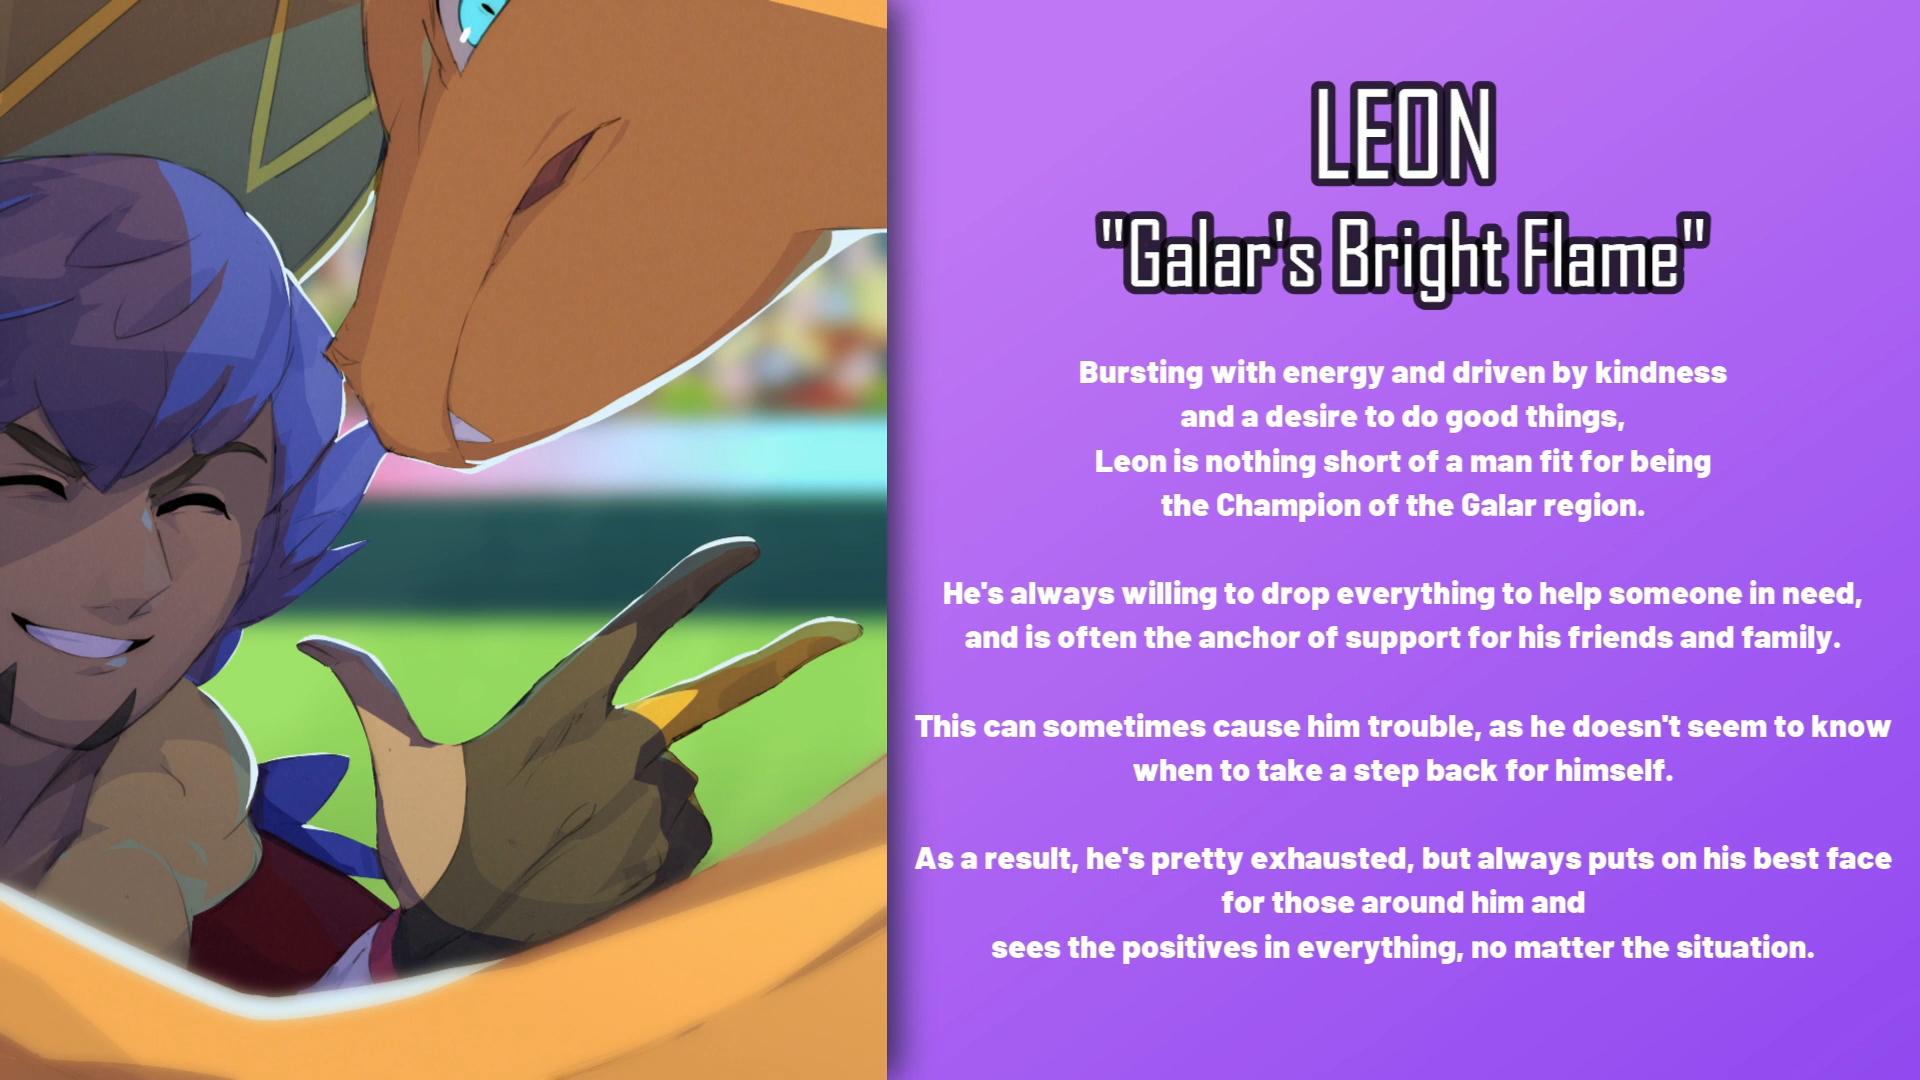 LEON
"Galar's Bright Flame"
Bursting with energy and driven by kindness
and a desire to do good things,
Leon is nothing short of a man fit for being
the Champion of the Galar region.
He's always willing to drop everything to help someone in need,
and is often the anchor of support for his friends and family.
This can sometimes cause him trouble, as he doesn't seem to know
when to take a step back for himself.
As a result, he's pretty exhausted, but always puts on his best face
for those around him and
sees the positives in everything, no matter the situation.